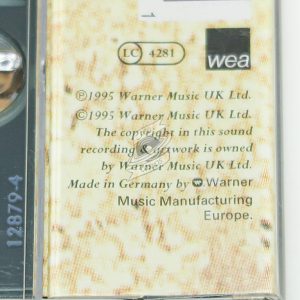 LC 4281
wea
℗1995 Warner Music UK Ltd.
©1995 Warner Music UK Ltd.
The copyright in this sound
recording & artwork is owned
by Warner Music UK Ltd.
Made in Germany by Warner
Music Manufacturing
Europe.
12879-4